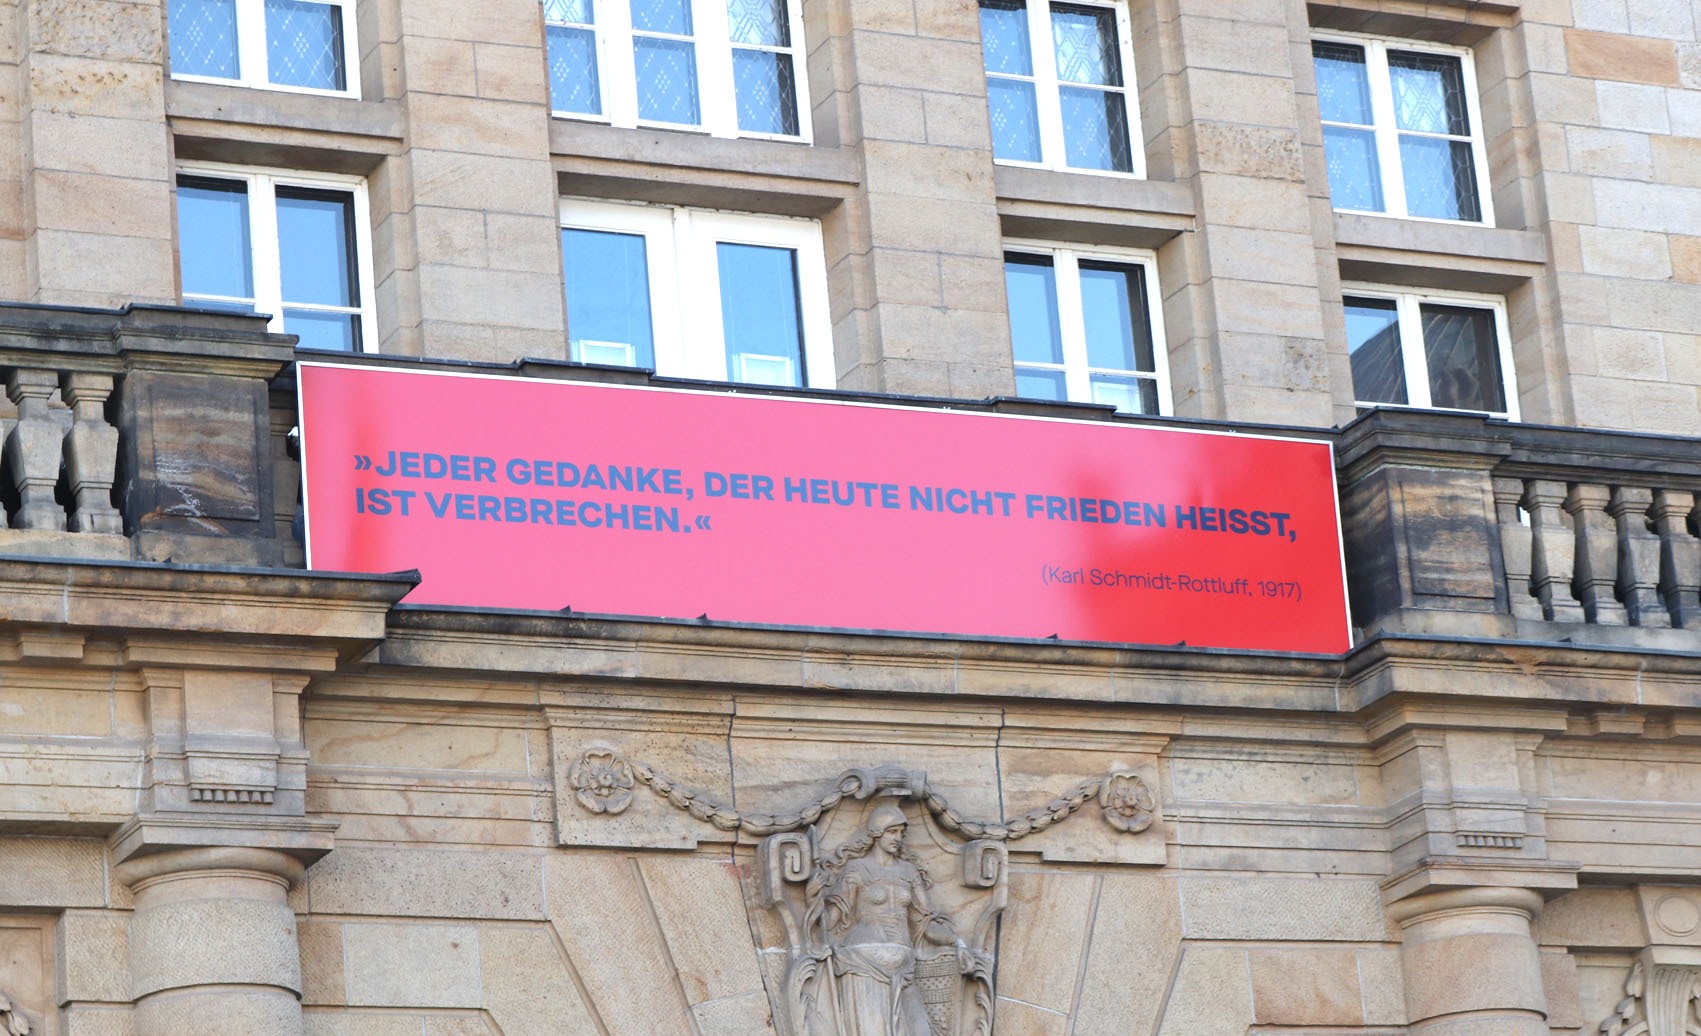 »JEDER GEDANKE, DER HEUTE NICHT FRIEDEN HEISST,
IST VERBRECHEN.«
(Karl Schmidt-Rottluff, 1917)